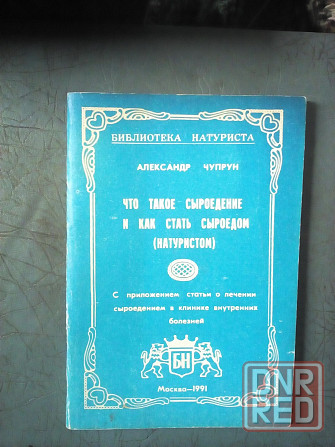 БИБЛИОТЕКА НАТУРИСТА
АЛЕКСАНДР ЧУПРУН
ЧТО ТАКОЕ СЫРОЕДЕНИЕ
И КАК СТАТЬ СЫРОЕДОМ
(НАТУРИСТОМ)
С приложением статьи о лечении
сыроедением в клинике внутренних
болезней
БН
Москва—1991
DNR
RED